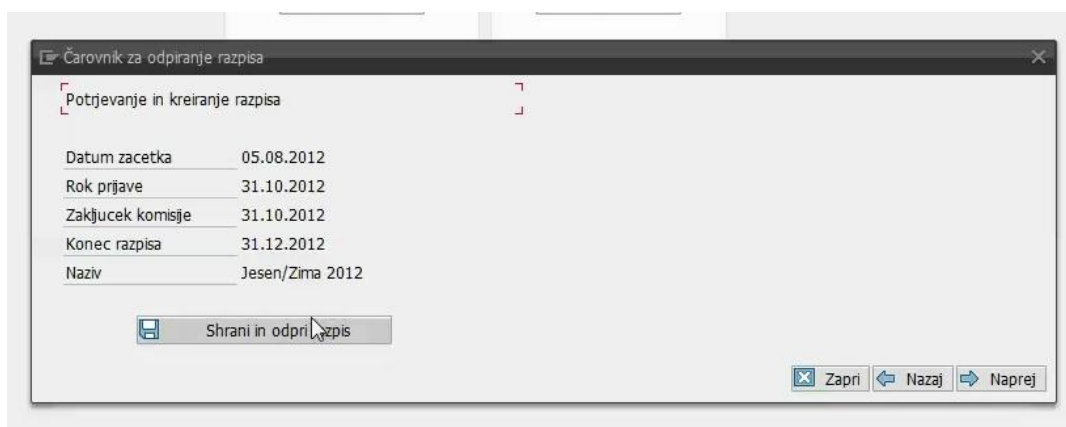 Čarovnik za odpiranje razpisa
Potrjevanje in kreiranje razpisa
Datum zacetka 05.08.2012
Rok prijave 31.10.2012
Zakljucek komisije 31.10.2012
Konec razpisa 31.12.2012
Naziv Jesen/Zima 2012
Shrani in odpri razpis
Zapri Nazaj Naprej